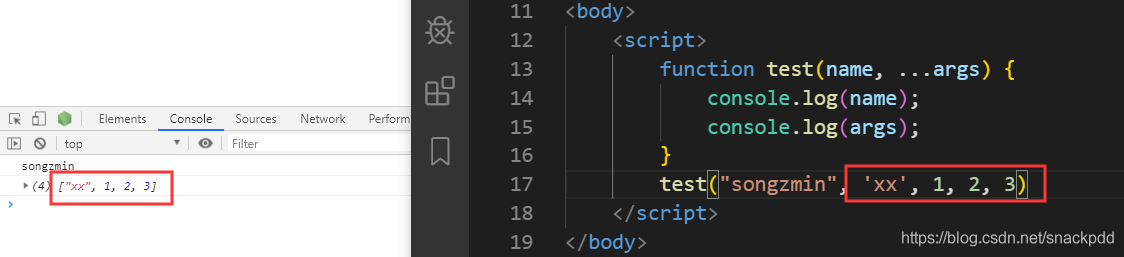 Elements Console Sources Network Perform
top Filter
songzmin
(4) ["xx", 1, 2, 3]
11 <body>
12 <script>
13 function test(name, ...args) {
14 console.log(name);
15 console.log(args);
16 }
17 test("songzmin", 'xx', 1, 2, 3)
18 </script>
19 </body>
https://blog.csdn.net/snackpdd